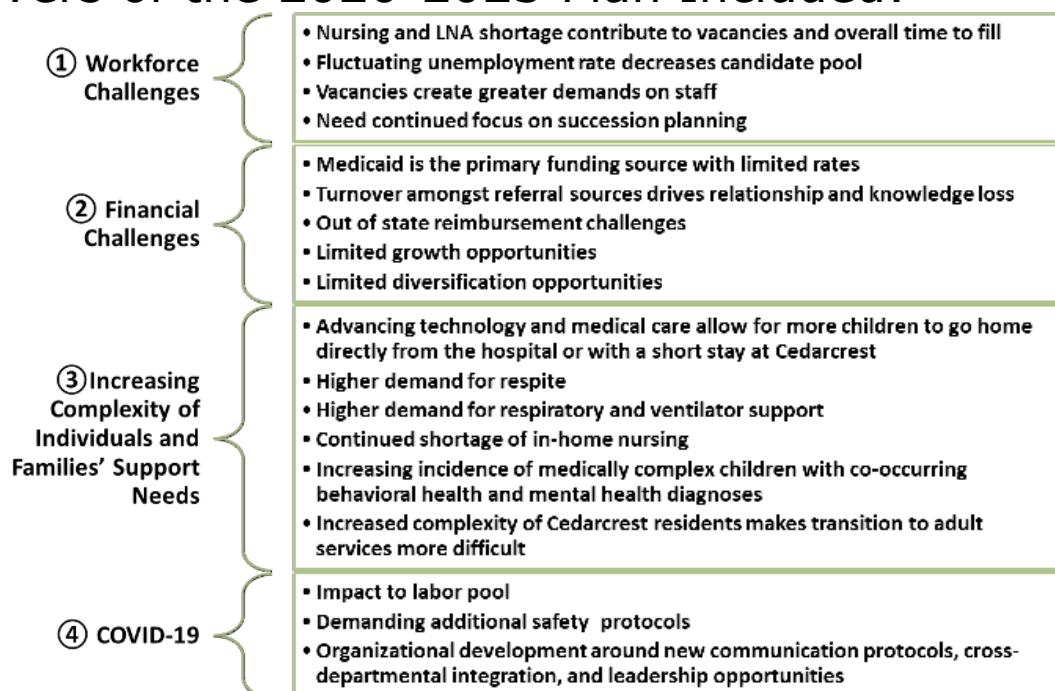 of the 2020-2023 Plan Included:
① Workforce
Challenges
• Nursing and LNA shortage contribute to vacancies and overall time to fill
• Fluctuating unemployment rate decreases candidate pool
• Vacancies create greater demands on staff
• Need continued focus on succession planning
② Financial
Challenges
• Medicaid is the primary funding source with limited rates
• Turnover amongst referral sources drives relationship and knowledge loss
• Out of state reimbursement challenges
• Limited growth opportunities
• Limited diversification opportunities
③Increasing
Complexity of
Individuals and
Families’ Support
Needs
• Advancing technology and medical care allow for more children to go home
directly from the hospital or with a short stay at Cedarcrest
• Higher demand for respite
• Higher demand for respiratory and ventilator support
• Continued shortage of in-home nursing
• Increasing incidence of medically complex children with co-occurring
behavioral health and mental health diagnoses
• Increased complexity of Cedarcrest residents makes transition to adult
services more difficult
④ COVID-19
• Impact to labor pool
• Demanding additional safety protocols
• Organizational development around new communication protocols, cross-
departmental integration, and leadership opportunities